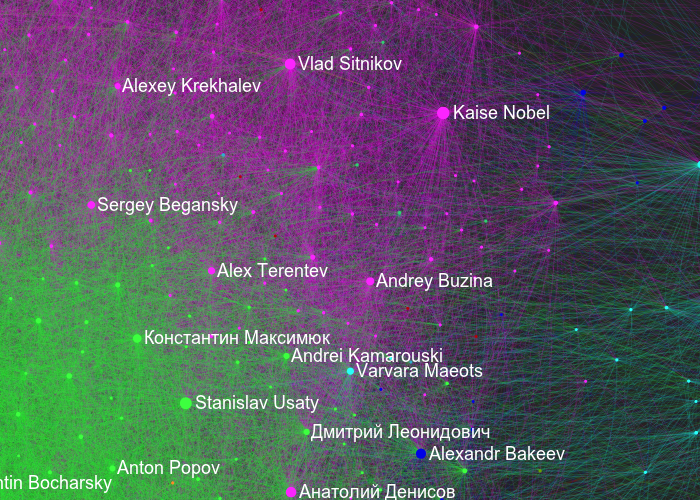 Vlad Sitnikov
Alexey Krekhalev
Kaise Nobel
Sergey Begansky
Alex Terentev
Andrey Buzina
Константин Максимюк
Andrei Kamarouski
Varvara Maeots
Stanislav Usaty
Дмитрий Леонидович
Alexandr Bakeev
Anton Popov
ntin Bocharsky
Анатолий Денисов